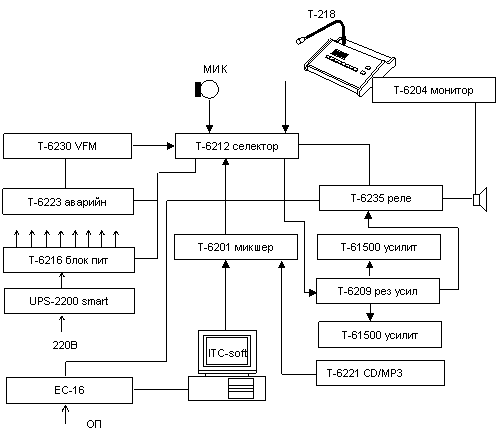 Т-218
МИК
Т-6204 монитор
Т-6230 VFM
Т-6212 селектор
Т-6223 аварийн
Т-6235 реле
Т-6216 блок пит
Т-6201 микшер
Т-61500 усилит
UPS-2200 smart
Т-6209 рез усил
220В
ITC-soft
Т-61500 усилит
ЕС-16
Т-6221 CD/MP3
ОП